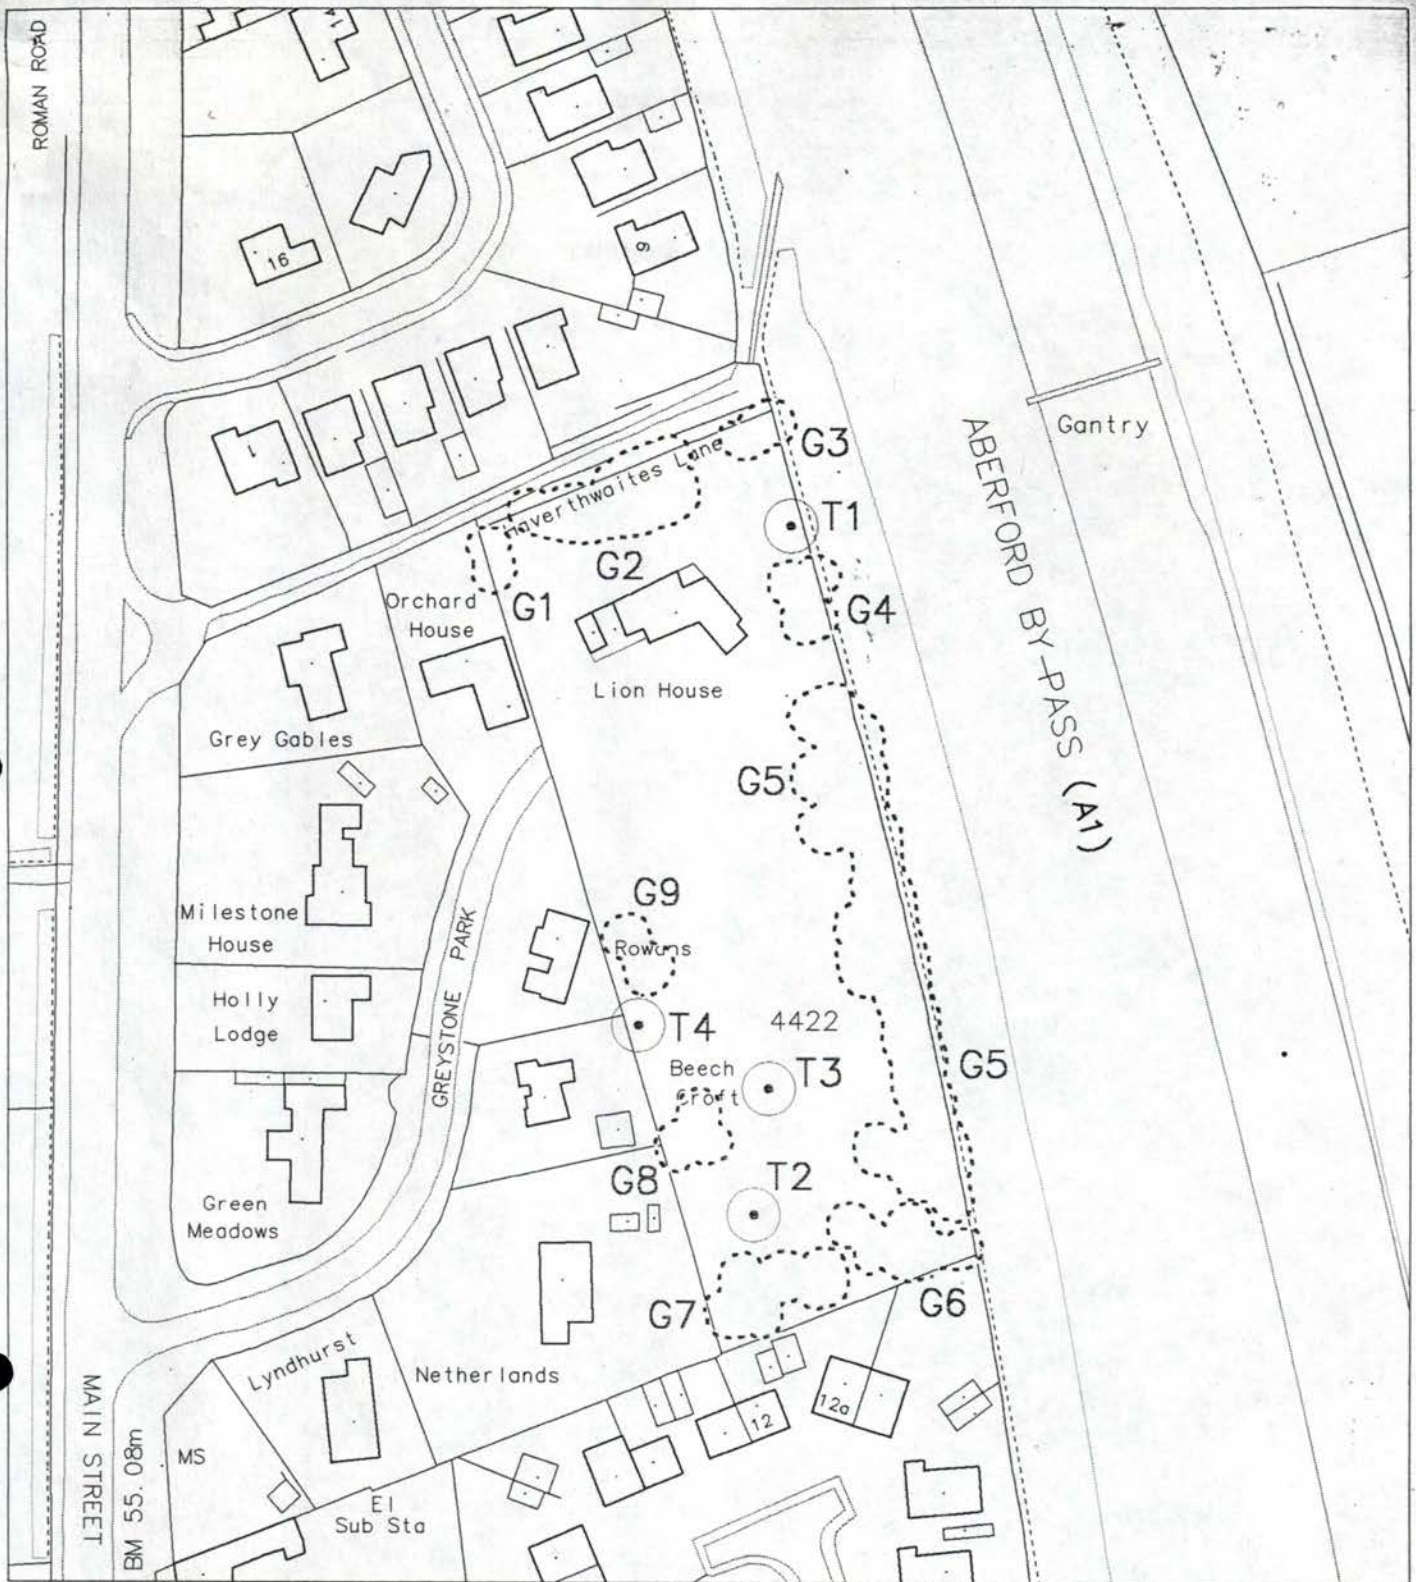 ROMAN ROAD
14
16
9
1
Gantry
G3
Haverthwaites Lane
T1
ABERFORD BY-PASS (A1)
G2
G1
G4
Orchard
House
Lion House
Grey Gables
G5
G9
Milestone
House
Rowans
GREYSTONE PARK
Holly
Lodge
T4
4422
Beech
Croft
T3
G5
G8
T2
Green
Meadows
G7
G6
Lyndhurst
Netherlands
12
12a
MAIN STREET
BM 55.08m
MS
El
Sub Sta